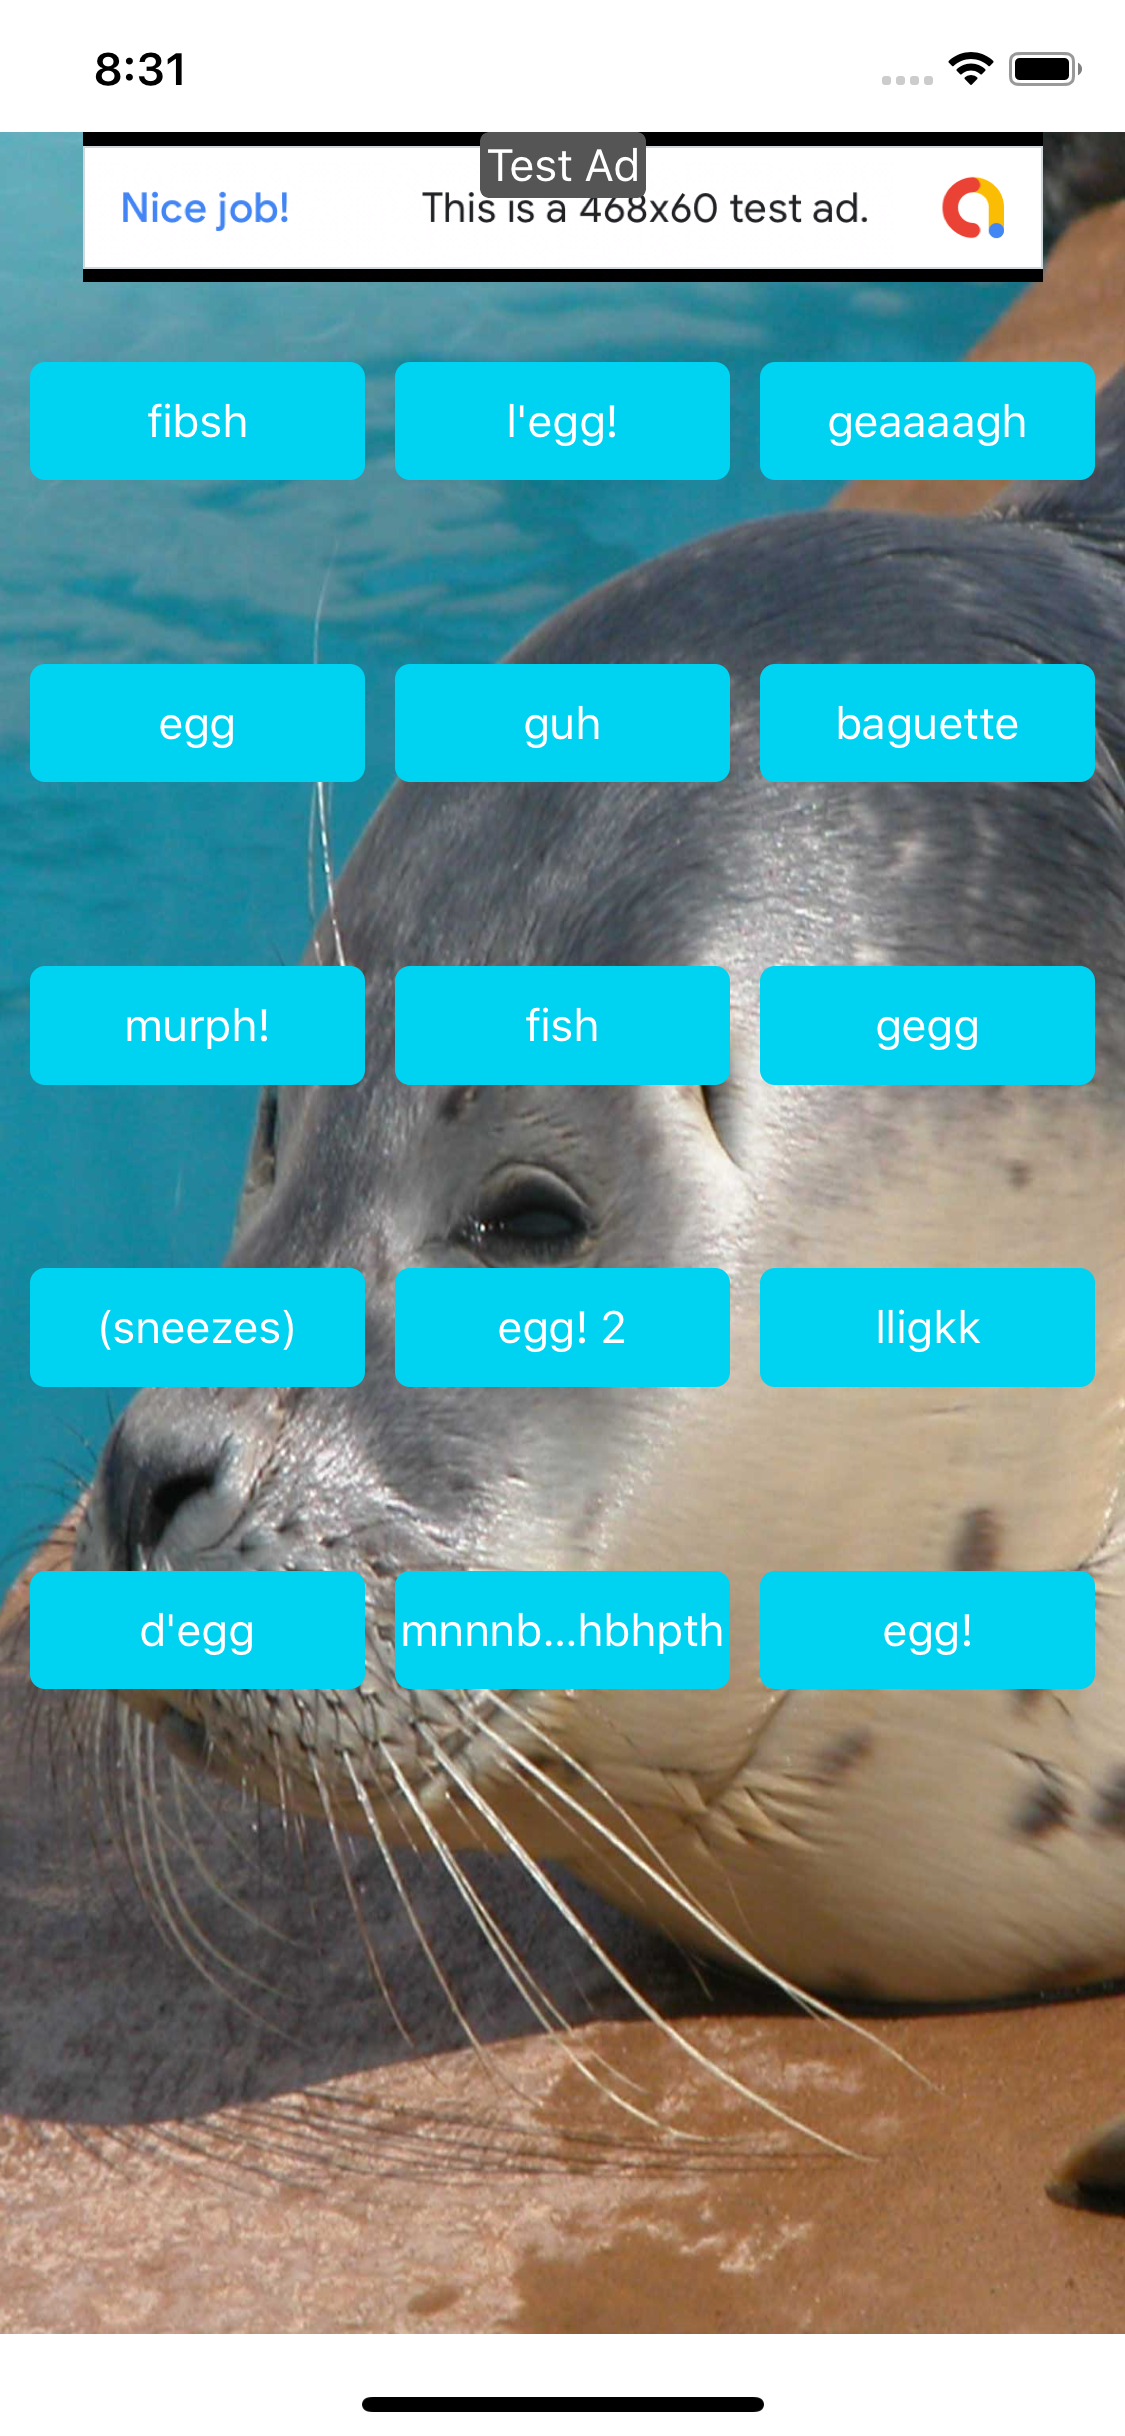 8:31
Test Ad
Nice job! This is a 468x60 test ad.
fibsh l'egg! geaaaagh
egg guh baguette
murph! fish gegg
(sneezes) egg! 2 lligkk
d'egg mnnnb...hbhpth egg!